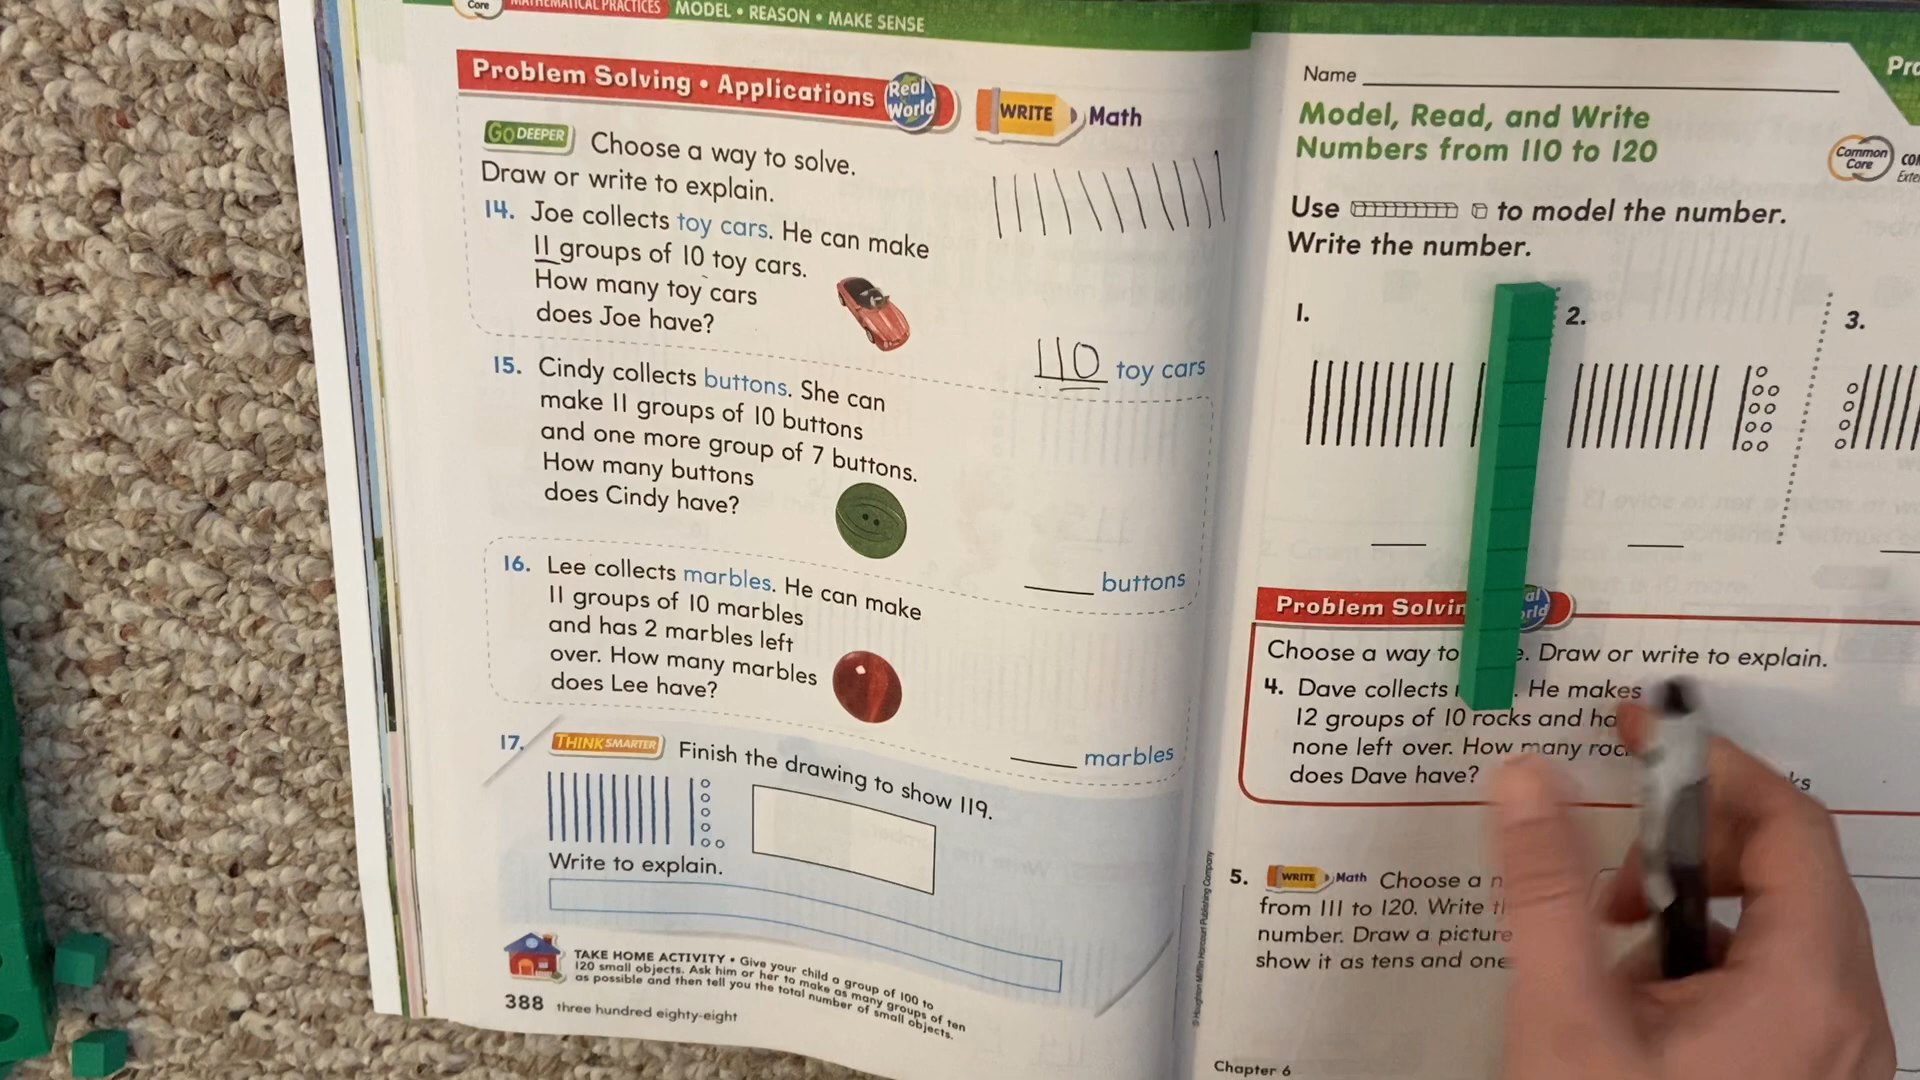 Core MATHEMATICAL PRACTICES MODEL • REASON • MAKE SENSE
Problem Solving • Applications Real World WRITE Math
GO DEEPER Choose a way to solve.
Draw or write to explain.
14. Joe collects toy cars. He can make
11 groups of 10 toy cars.
How many toy cars
does Joe have?
110 toy cars
15. Cindy collects buttons. She can
make 11 groups of 10 buttons
and one more group of 7 buttons.
How many buttons
does Cindy have?
buttons
16. Lee collects marbles. He can make
11 groups of 10 marbles
and has 2 marbles left
over. How many marbles
does Lee have?
marbles
17. THINK SMARTER Finish the drawing to show 119.
Write to explain.
TAKE HOME ACTIVITY • Give your child a group of 100 to
120 small objects. Ask him or her to make as many groups of ten
as possible and then tell you the total number of small objects.
388 three hundred eighty-eight
© Houghton Mifflin Harcourt Publishing Company
Name
Model, Read, and Write
Numbers from 110 to 120
Common Core
Use to model the number.
Write the number.
1.
2.
3.
Problem Solvin
Choose a way to . Draw or write to explain.
4. Dave collects . He makes
12 groups of 10 rocks and ha
none left over. How many roc
does Dave have?
ks
5. WRITE Math Choose a n
from 111 to 120. Write th
number. Draw a picture
show it as tens and one
Chapter 6